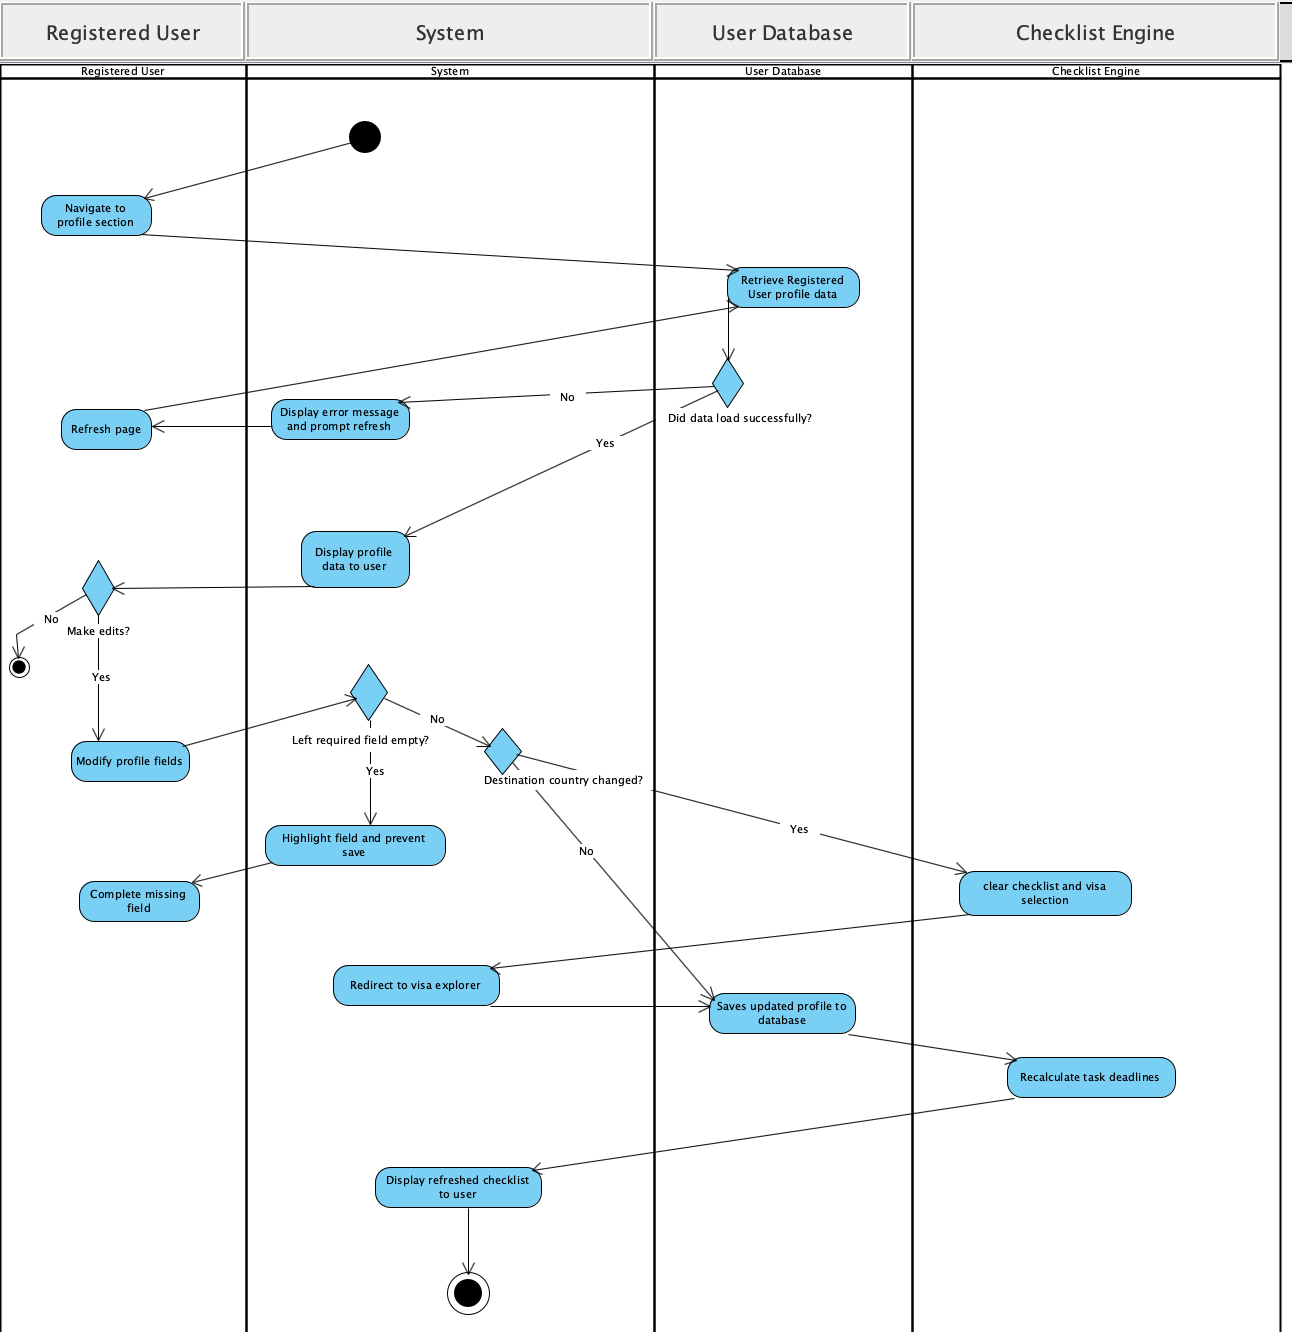 Registered User
System
User Database
Checklist Engine
Registered User
System
User Database
Checklist Engine
Navigate to
profile section
Retrieve Registered
User profile data
No
Display error message
and prompt refresh
Refresh page
Did data load successfully?
Yes
Display profile
data to user
No
Make edits?
Yes
No
Left required field empty?
Modify profile fields
Yes
Destination country changed?
Yes
Highlight field and prevent
save
No
Complete missing
field
clear checklist and visa
selection
Redirect to visa explorer
Saves updated profile to
database
Recalculate task deadlines
Display refreshed checklist
to user